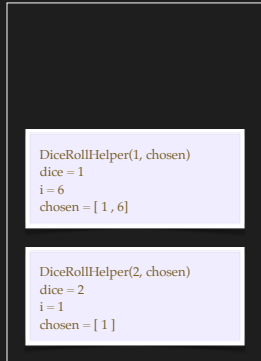 DiceRollHelper(1, chosen)
dice = 1
i = 6
chosen = [ 1 , 6]
DiceRollHelper(2, chosen)
dice = 2
i = 1
chosen = [ 1 ]